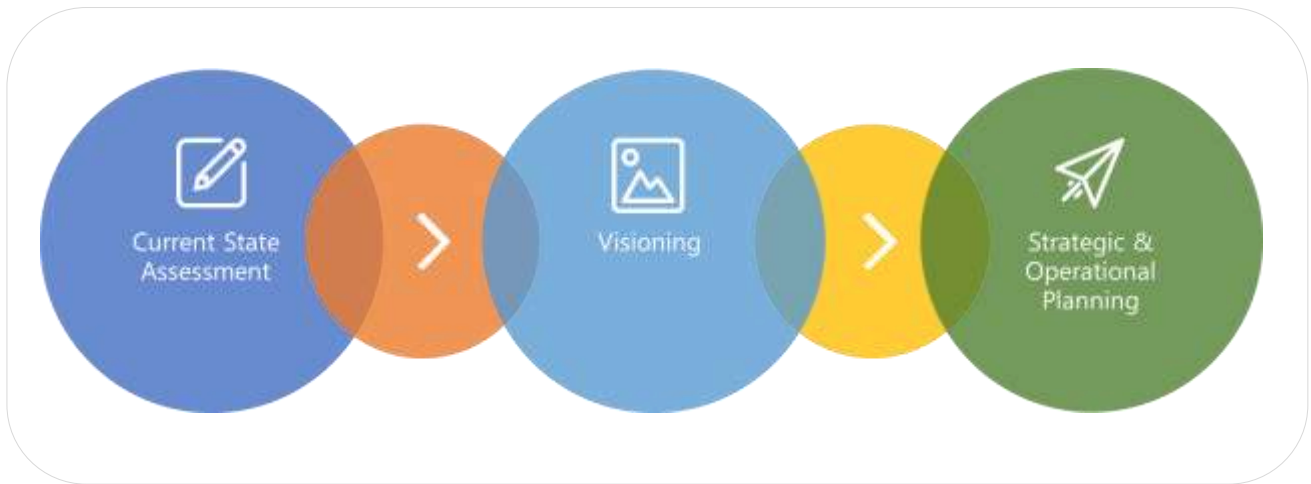 Current State
Assessment
Visioning
Strategic &
Operational
Planning